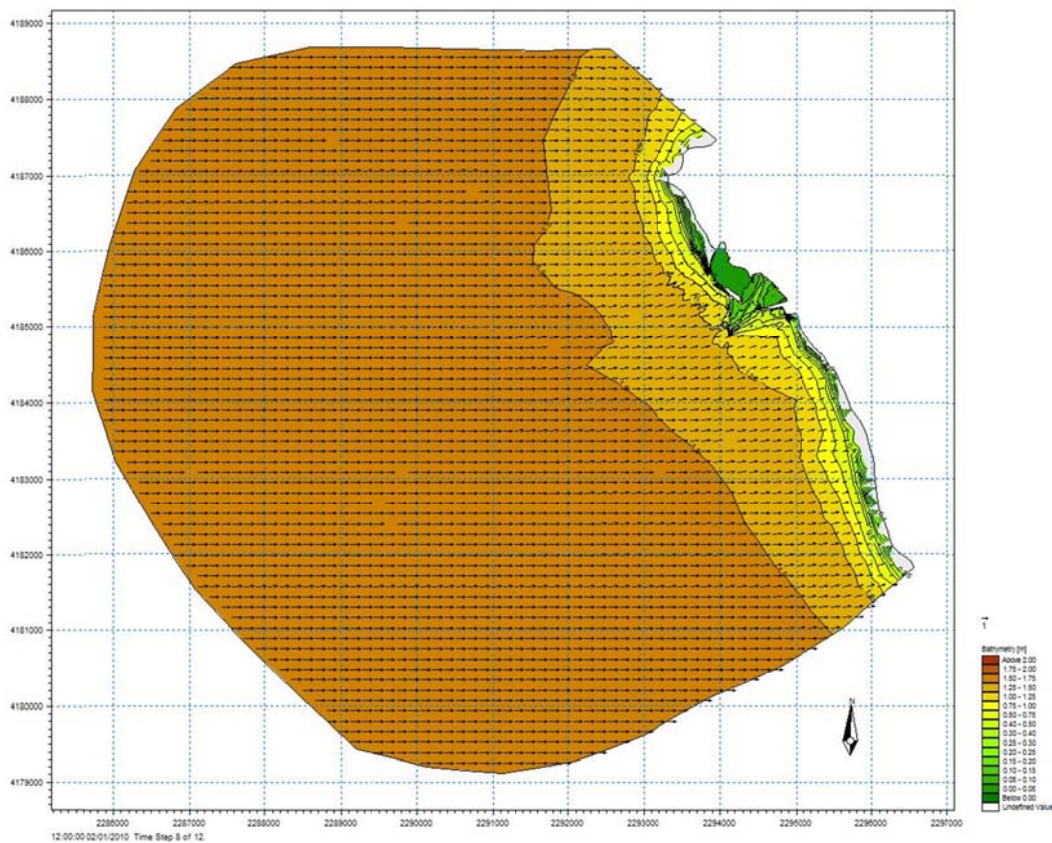 4189000
4188000
4187000
4186000
4185000
4184000
4183000
4182000
4181000
4180000
4179000
2286000 2287000 2288000 2289000 2290000 2291000 2292000 2293000 2294000 2295000 2296000 2297000
12:00:00 02/01/2010 Time Step 8 of 12.
1
Bathymetry [m]
Above 2.00
1.75 - 2.00
1.50 - 1.75
1.25 - 1.50
1.00 - 1.25
0.75 - 1.00
0.50 - 0.75
0.40 - 0.50
0.30 - 0.40
0.25 - 0.30
0.20 - 0.25
0.15 - 0.20
0.10 - 0.15
0.05 - 0.10
0.00 - 0.05
Below 0.00
Undefined Value
N